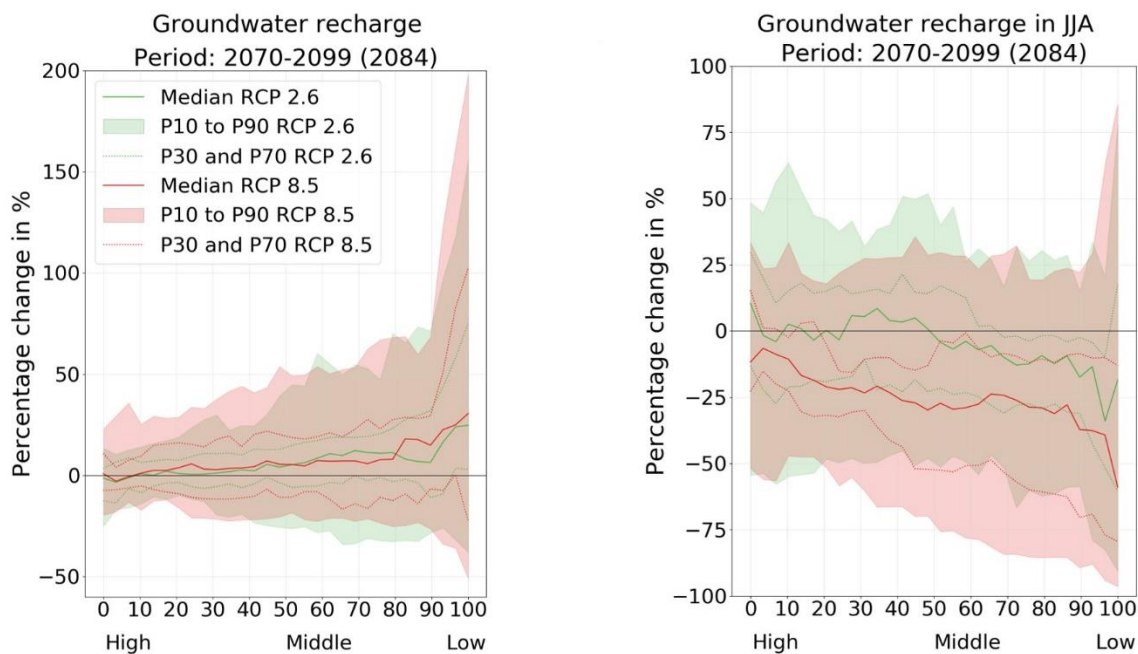 Groundwater recharge
Period: 2070-2099 (2084)
200
150
100
50
0
−50
Percentage change in %
Median RCP 2.6
P10 to P90 RCP 2.6
P30 and P70 RCP 2.6
Median RCP 8.5
P10 to P90 RCP 8.5
P30 and P70 RCP 8.5
0 10 20 30 40 50 60 70 80 90 100
High Middle Low
Groundwater recharge in JJA
Period: 2070-2099 (2084)
100
75
50
25
0
−25
−50
−75
−100
Percentage change in %
0 10 20 30 40 50 60 70 80 90 100
High Middle Low